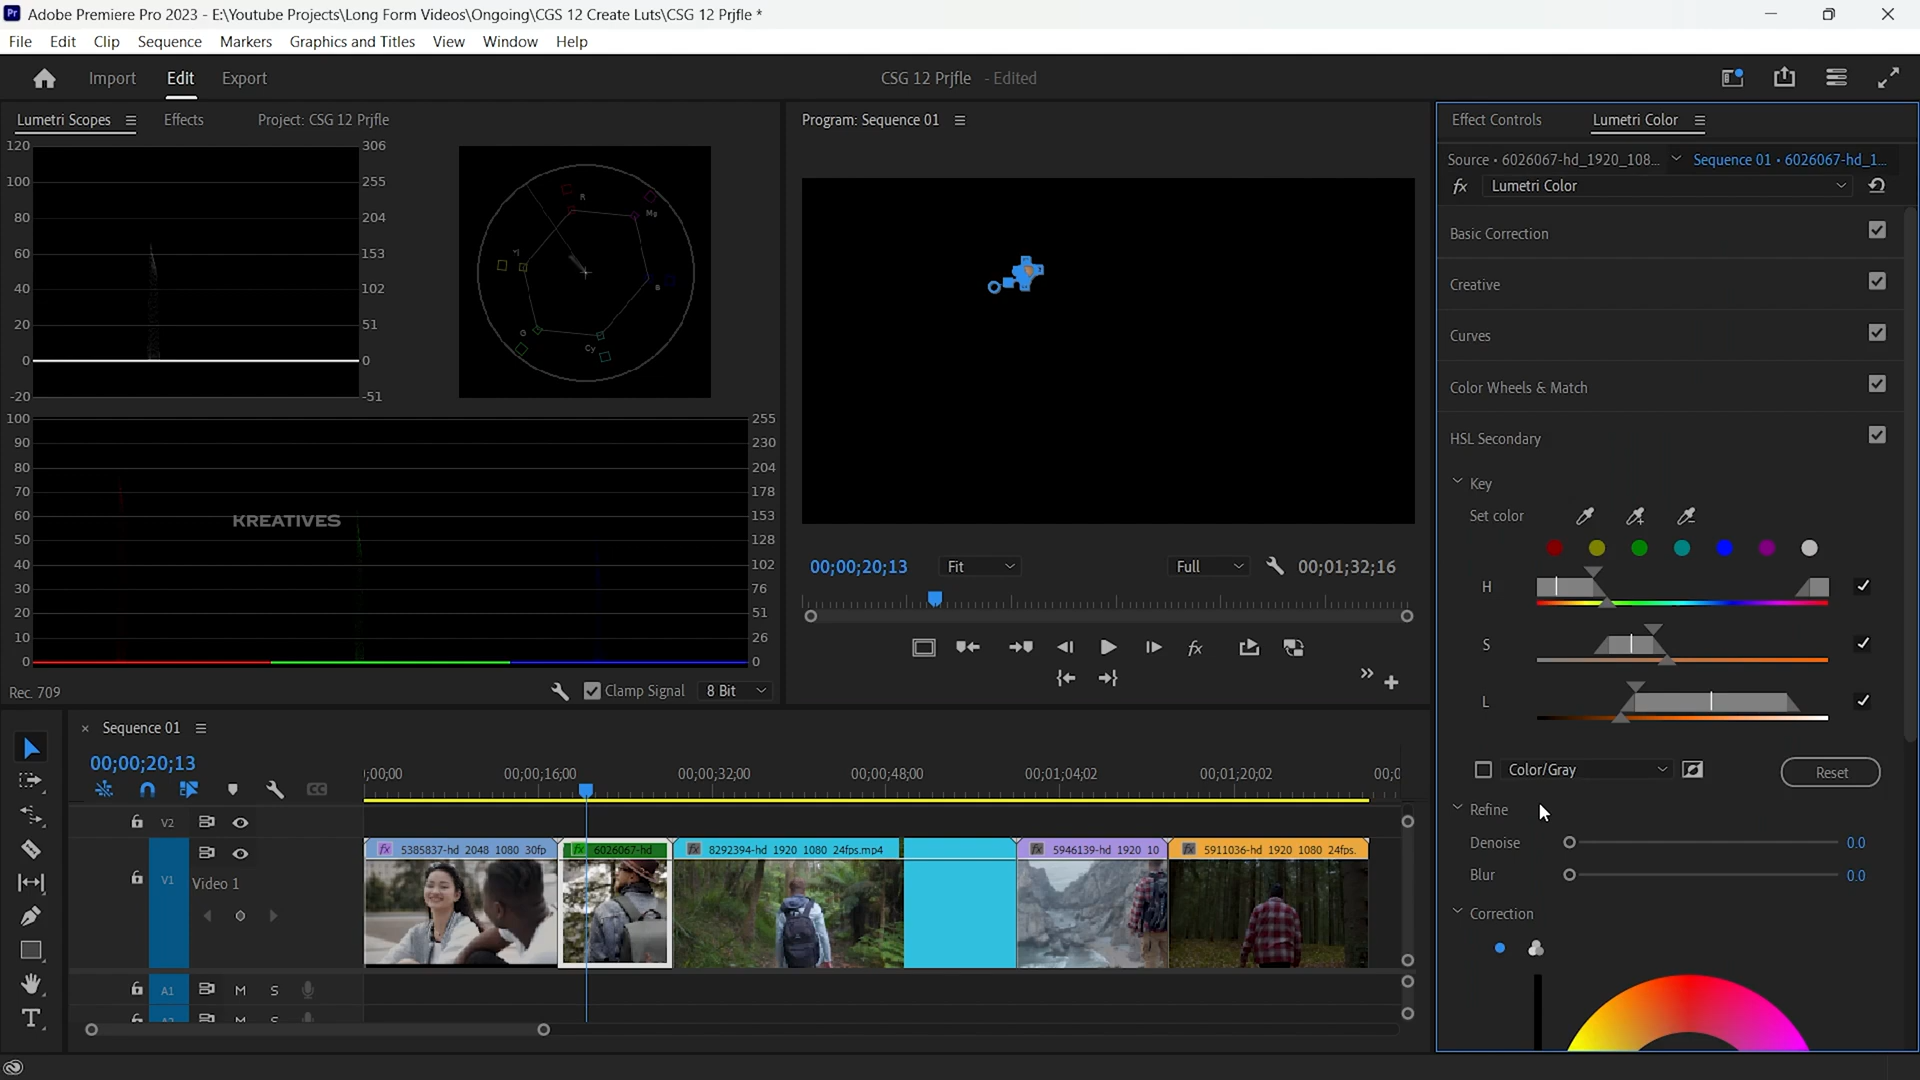 Pr Adobe Premiere Pro 2023 - E:\Youtube Projects\Long Form Videos\Ongoing\CGS 12 Create Luts\CSG 12 Prjfle *
File Edit Clip Sequence Markers Graphics and Titles View Window Help
Import Edit Export CSG 12 Prjfle - Edited
Lumetri Scopes Effects Project: CSG 12 Prjfle
Program: Sequence 01
Effect Controls Lumetri Color
Source • 6026067-hd_1920_108... Sequence 01 • 6026067-hd_1...
fx Lumetri Color
Basic Correction
Creative
Curves
Color Wheels & Match
HSL Secondary
Key
Set color
H
S
L
Color/Gray Reset
Refine
Denoise 0.0
Blur 0.0
Correction
120 306
100 255
80 204
60 153
40 102
20 51
0 0
-20 -51
R
Mg
B
Cy
G
100 255
90 230
80 204
70 178
60 153
50 128
40 102
30 76
20 51
10 26
0 0
KREATIVES
Rec. 709 Clamp Signal 8 Bit
00;00;20;13 Fit Full 00;01;32;16
fx
× Sequence 01
00;00;20;13
;00;00 00;00;16;00 00;00;32;00 00;00;48;00 00;01;04;02 00;01;20;02 00;0
V2
fx 5385837-hd 2048 1080 30fp fx 6026067-hd fx 8292394-hd 1920 1080 24fps.mp4 fx 5946139-hd 1920 10 fx 5911036-hd 1920 1080 24fps.
V1 Video 1
A1 M S
T